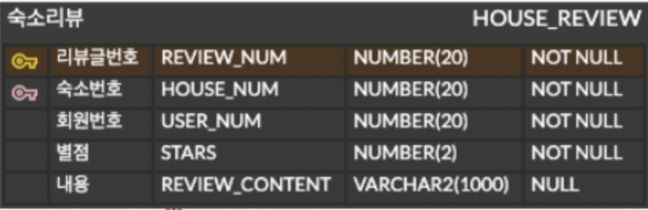 숙소리뷰 HOUSE_REVIEW
리뷰글번호 REVIEW_NUM NUMBER(20) NOT NULL
숙소번호 HOUSE_NUM NUMBER(20) NOT NULL
회원번호 USER_NUM NUMBER(20) NOT NULL
별점 STARS NUMBER(2) NOT NULL
내용 REVIEW_CONTENT VARCHAR2(1000) NULL